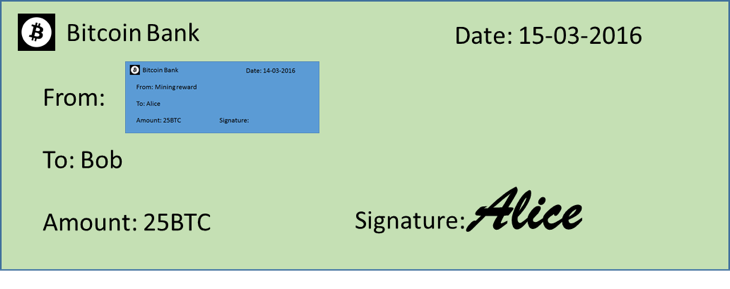 Bitcoin Bank
Date: 15-03-2016
From:
Bitcoin Bank
Date: 14-03-2016
From: Mining reward
To: Alice
Amount: 25BTC
Signature:
To: Bob
Amount: 25BTC
Signature: Alice